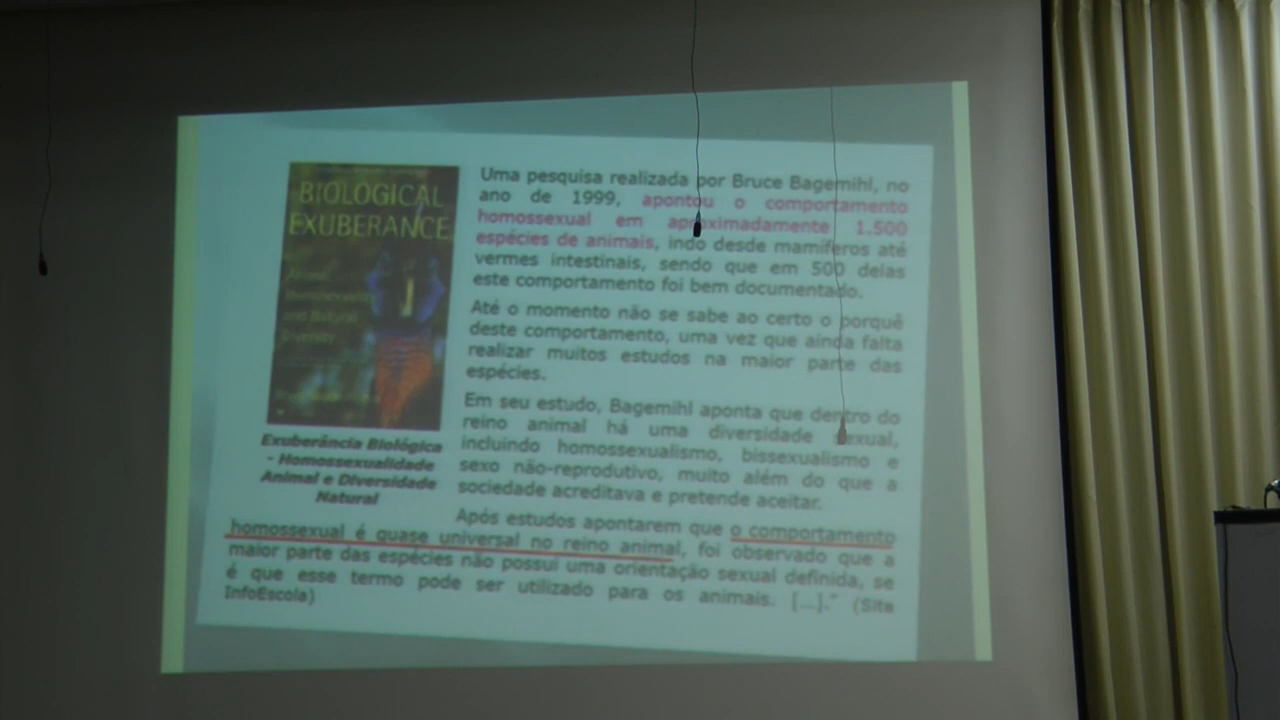 BIOLOGICAL
EXUBERANCE
Animal
Homosexuality
and Natural
Diversity
Exuberância Biológica
- Homossexualidade
Animal e Diversidade
Natural
Uma pesquisa realizada por Bruce Bagemihl, no
ano de 1999, apontou o comportamento
homossexual em aproximadamente 1.500
espécies de animais, indo desde mamíferos até
vermes intestinais, sendo que em 500 delas
este comportamento foi bem documentado.
Até o momento não se sabe ao certo o porquê
deste comportamento, uma vez que ainda falta
realizar muitos estudos na maior parte das
espécies.
Em seu estudo, Bagemihl aponta que dentro do
reino animal há uma diversidade sexual,
incluindo homossexualismo, bissexualismo e
sexo não-reprodutivo, muito além do que a
sociedade acreditava e pretende aceitar.
Após estudos apontarem que o comportamento
homossexual é quase universal no reino animal, foi observado que a
maior parte das espécies não possui uma orientação sexual definida, se
é que esse termo pode ser utilizado para os animais. [...].” (Site
InfoEscola)